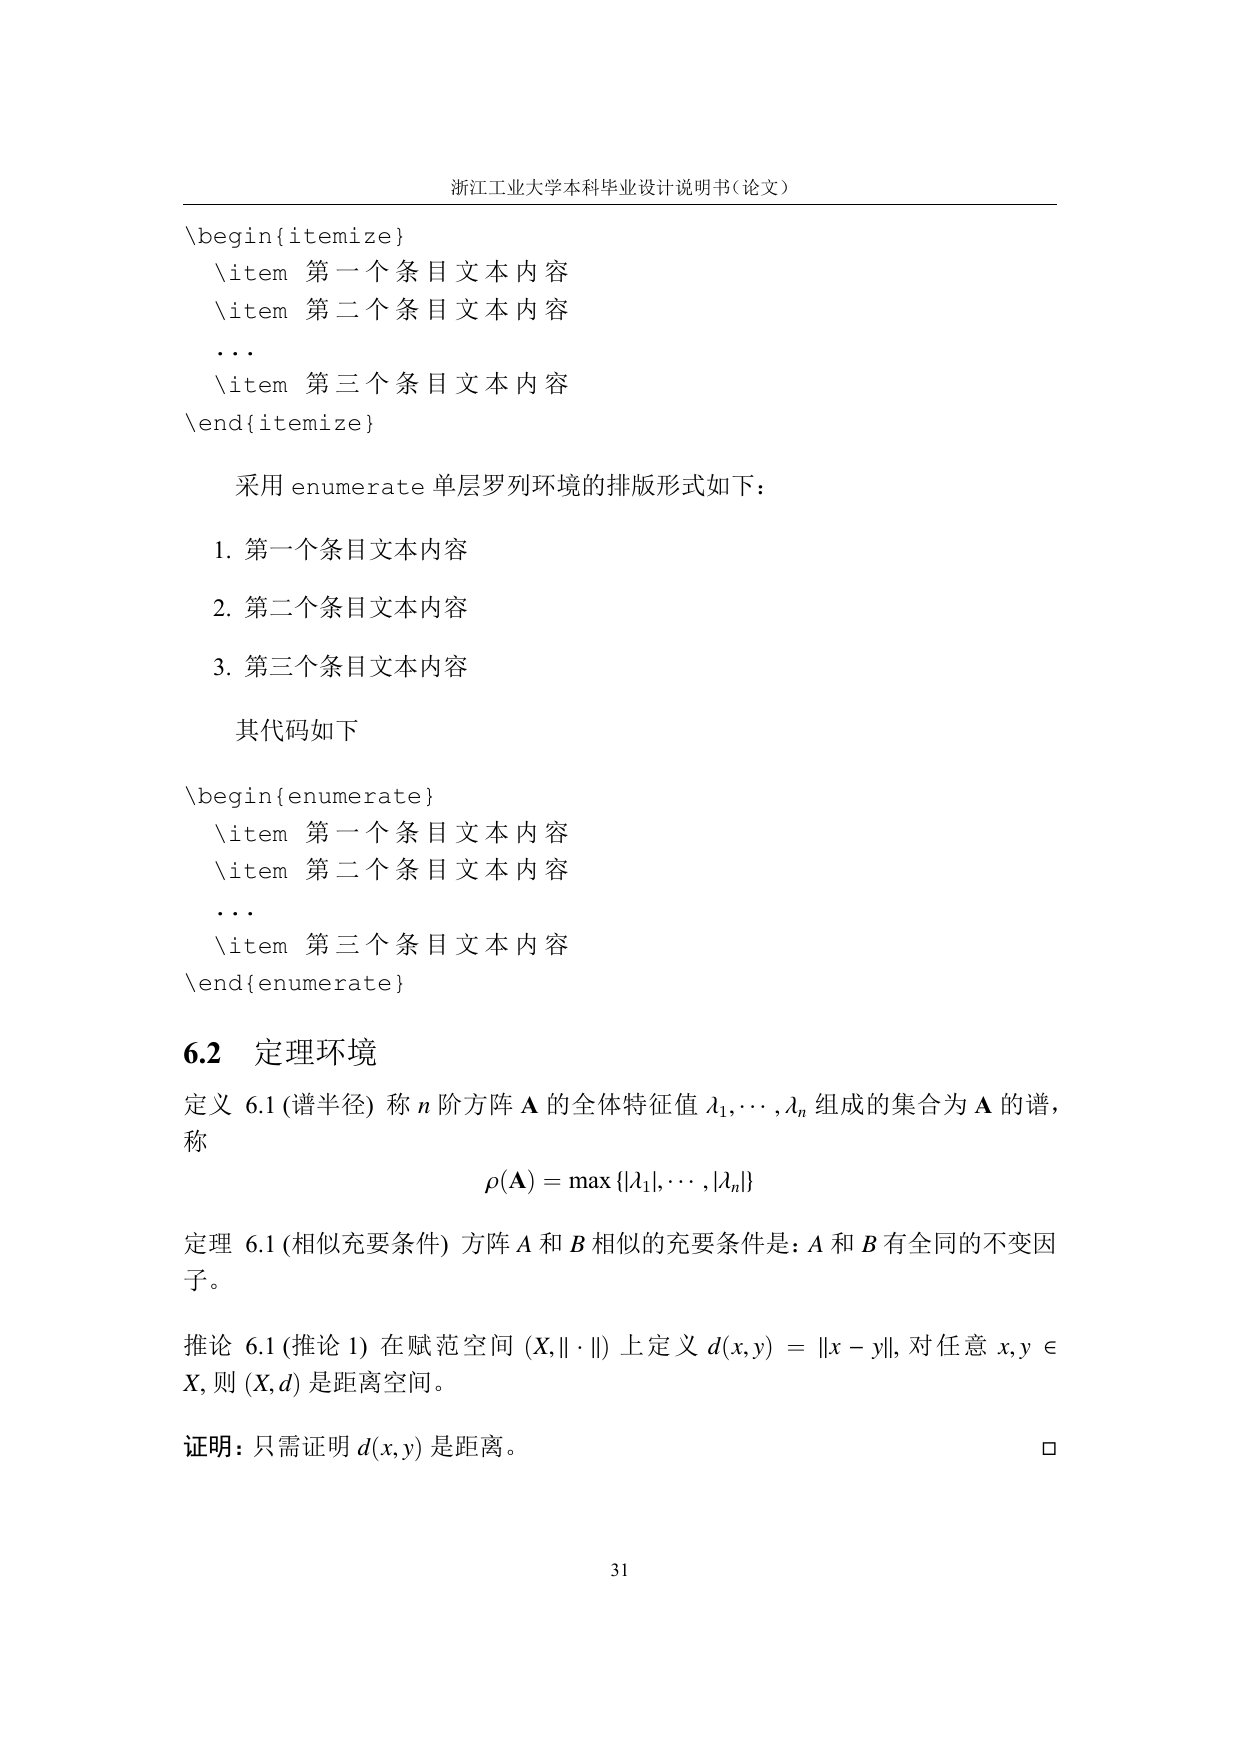 浙江工业大学本科毕业设计说明书（论文）
\begin{itemize}
\item 第一个条目文本内容
\item 第二个条目文本内容
...
\item 第三个条目文本内容
\end{itemize}
采用 enumerate 单层罗列环境的排版形式如下：
1. 第一个条目文本内容
2. 第二个条目文本内容
3. 第三个条目文本内容
其代码如下
\begin{enumerate}
\item 第一个条目文本内容
\item 第二个条目文本内容
...
\item 第三个条目文本内容
\end{enumerate}
6.2 定理环境
定义 6.1 (谱半径) 称 n 阶方阵 A 的全体特征值 λ₁, ⋯ , λₙ 组成的集合为 A 的谱，
称
ρ(A) = max {|λ₁|, ⋯ , |λₙ|}
定理 6.1 (相似充要条件) 方阵 A 和 B 相似的充要条件是：A 和 B 有全同的不变因
子。
推论 6.1 (推论 1) 在赋范空间 (X, ‖ · ‖) 上定义 d(x, y) = ‖x − y‖, 对任意 x, y ∈
X, 则 (X, d) 是距离空间。
证明：只需证明 d(x, y) 是距离。 □
31